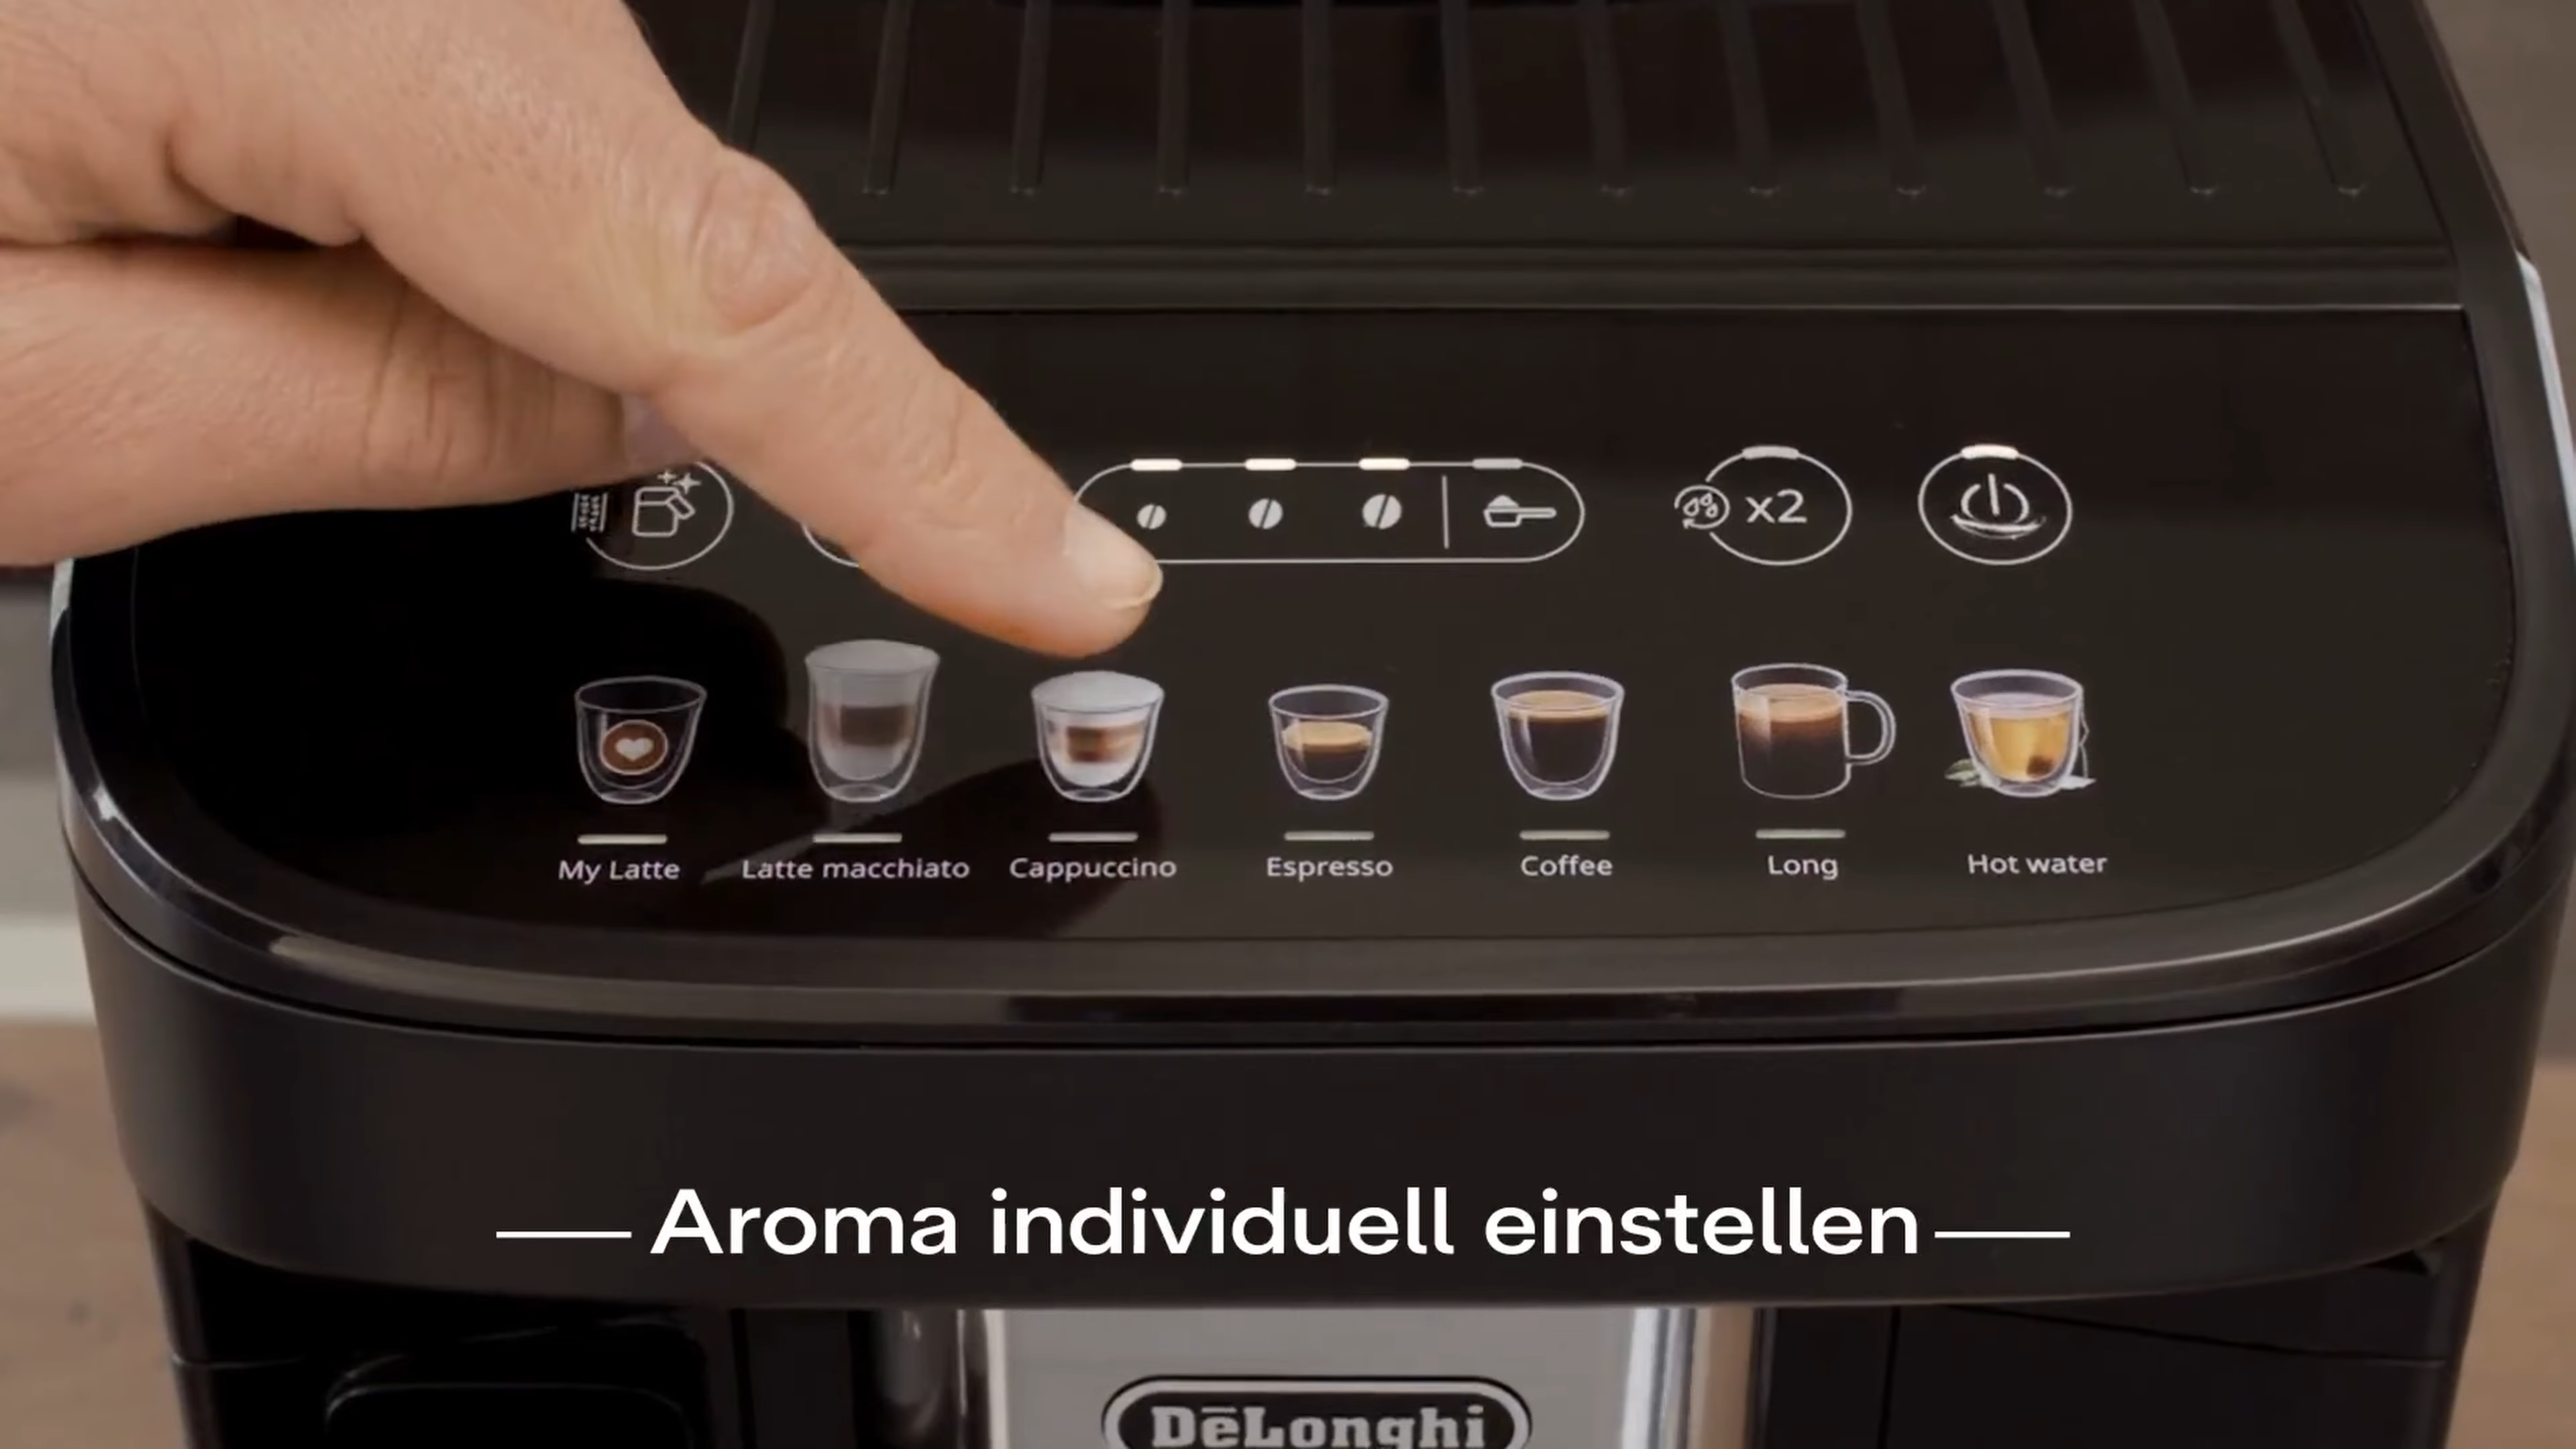 x2
My Latte
Latte macchiato
Cappuccino
Espresso
Coffee
Long
Hot water
Aroma individuell einstellen
DēLonghi